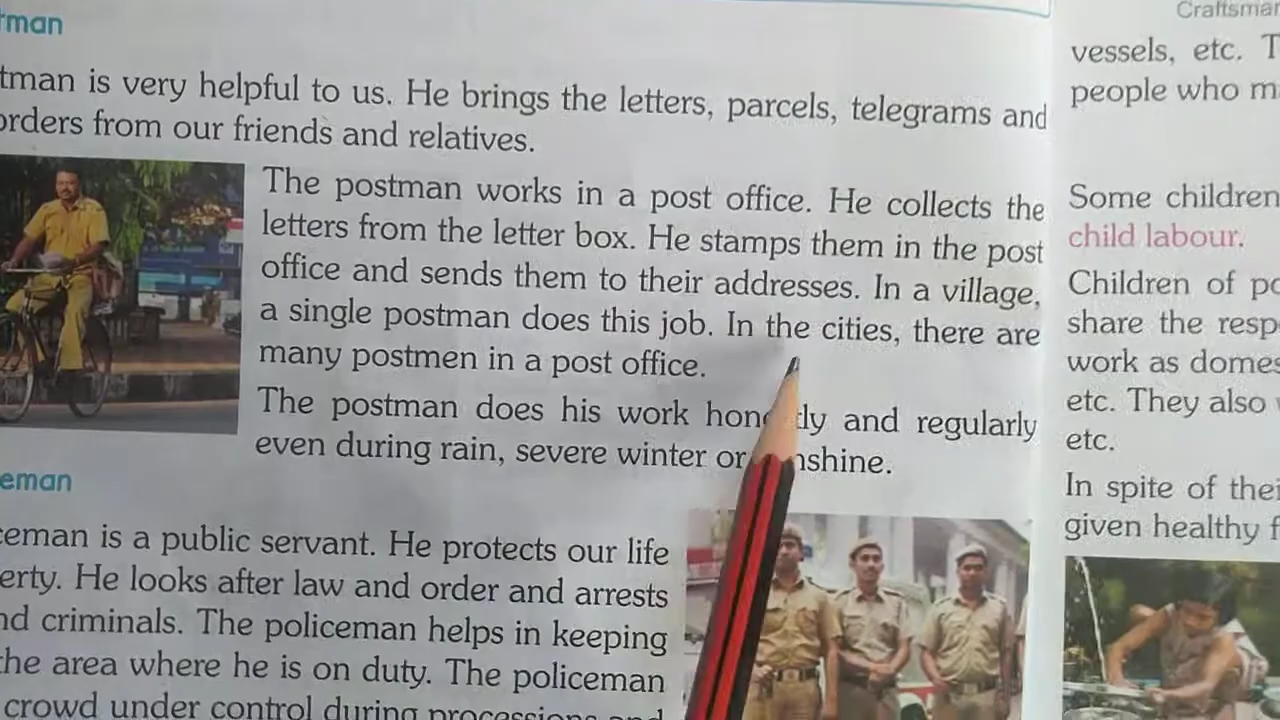 tman
tman is very helpful to us. He brings the letters, parcels, telegrams and
orders from our friends and relatives.
The postman works in a post office. He collects the
letters from the letter box. He stamps them in the post
office and sends them to their addresses. In a village,
a single postman does this job. In the cities, there are
many postmen in a post office.
The postman does his work hon tly and regularly
even during rain, severe winter or nshine.
eman
eman is a public servant. He protects our life
erty. He looks after law and order and arrests
nd criminals. The policeman helps in keeping
the area where he is on duty. The policeman
crowd under control during processions and
Craftsmar
vessels, etc. T
people who m
Some children
child labour.
Children of po
share the resp
work as domes
etc. They also
etc.
In spite of thei
given healthy f